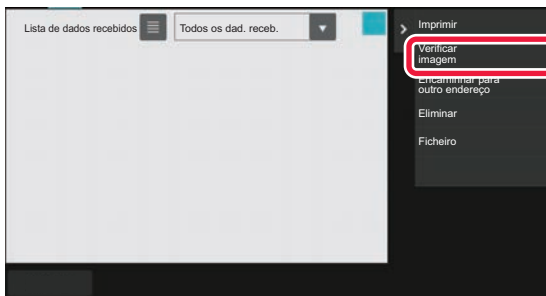 Lista de dados recebidos
Todos os dad. receb.
Imprimir
Verificar
imagem
Encaminhar para
outro endereço
Eliminar
Ficheiro